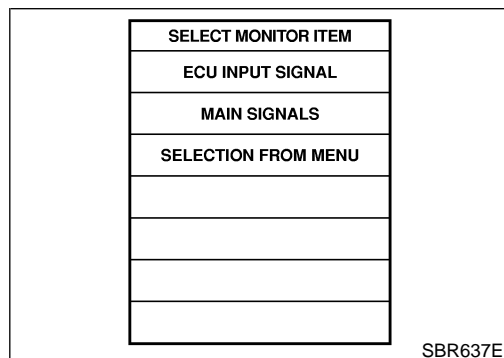 SELECT MONITOR ITEM
ECU INPUT SIGNAL
MAIN SIGNALS
SELECTION FROM MENU
SBR637E